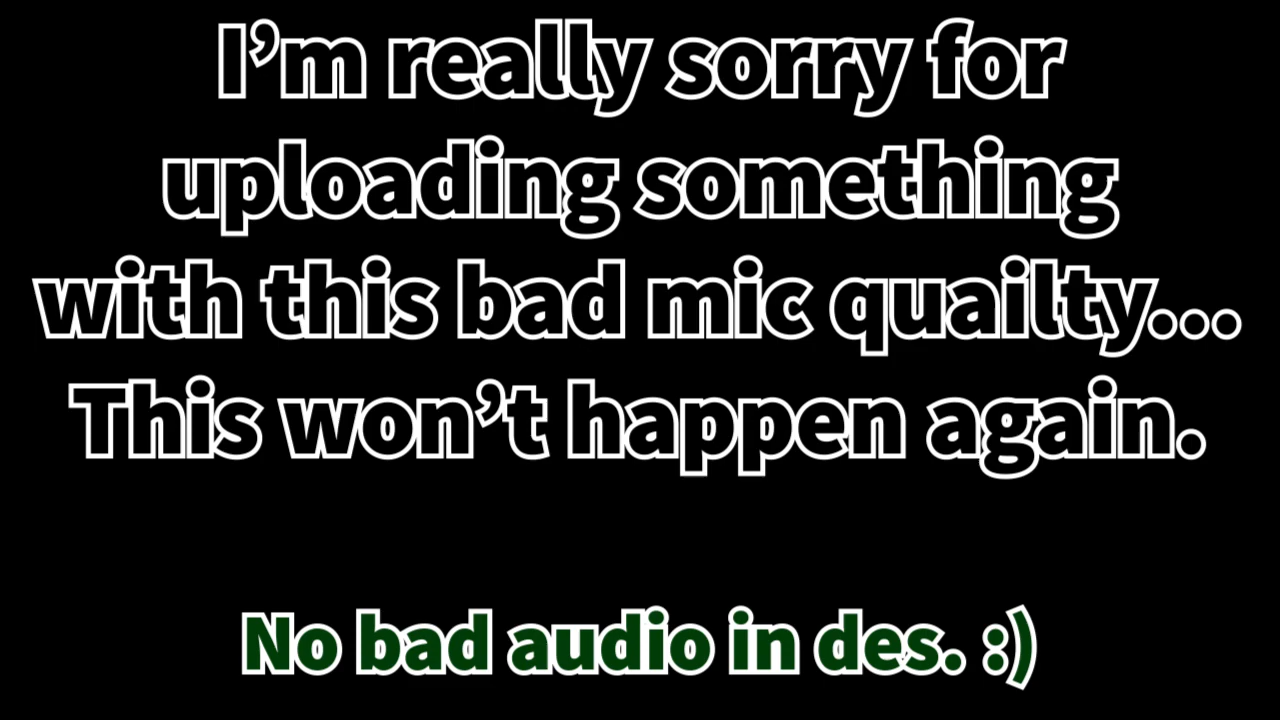 I’m really sorry for
uploading something
with this bad mic quailty...
This won’t happen again.
No bad audio in des. :)